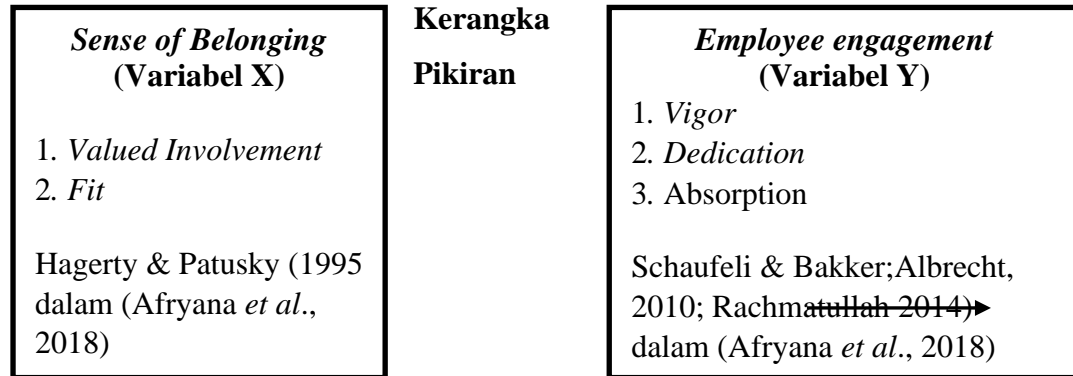 Sense of Belonging
(Variabel X)
1. Valued Involvement
2. Fit
Hagerty & Patusky (1995
dalam (Afryana et al.,
2018)
Kerangka
Pikiran
Employee engagement
(Variabel Y)
1. Vigor
2. Dedication
3. Absorption
Schaufeli & Bakker;Albrecht,
2010; Rachmatullah 2014)
dalam (Afryana et al., 2018)